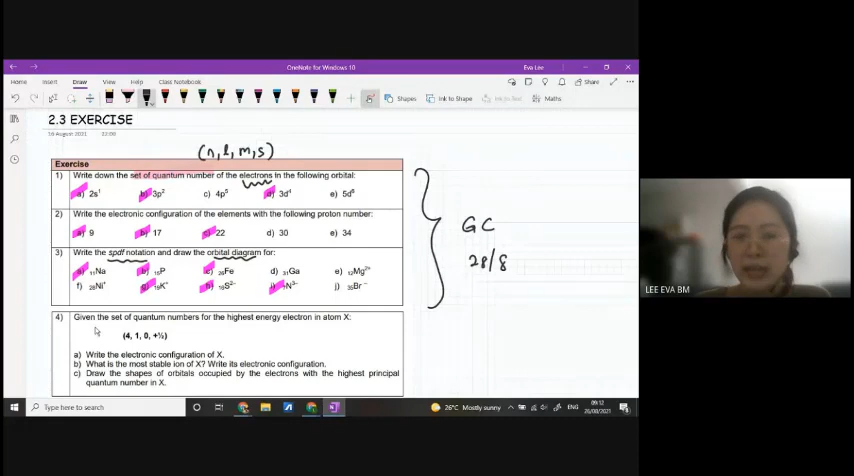 OneNote for Windows 10
Eva Lee
Home Insert Draw View Help Class Notebook
Share
Shapes Ink to Shape Maths
2.3 EXERCISE
(n, l, m, s)
Exercise
1) Write down the set of quantum number of the electrons in the following orbital:
a) 2s¹ b) 3p² c) 4p⁵ d) 3d⁴ e) 5d⁸
2) Write the electronic configuration of the elements with the following proton number:
a) 9 b) 17 c) 22 d) 30 e) 34
3) Write the spdf notation and draw the orbital diagram for:
a) ₁₁Na b) ₁₅P c) ₂₆Fe d) ₃₁Ga e) ₁₂Mg²⁺
f) ₂₈Ni⁺ g) ₁₉K⁺ h) ₁₆S²⁻ i) ₇N³⁻ j) ₃₅Br⁻
GC
28/8
4) Given the set of quantum numbers for the highest energy electron in atom X:
(4, 1, 0, +½)
a) Write the electronic configuration of X.
b) What is the most stable ion of X? Write its electronic configuration.
c) Draw the shapes of orbitals occupied by the electrons with the highest principal
quantum number in X.
LEE EVA BM
Type here to search
26°C Mostly sunny
ENG
09:12
26/08/2021